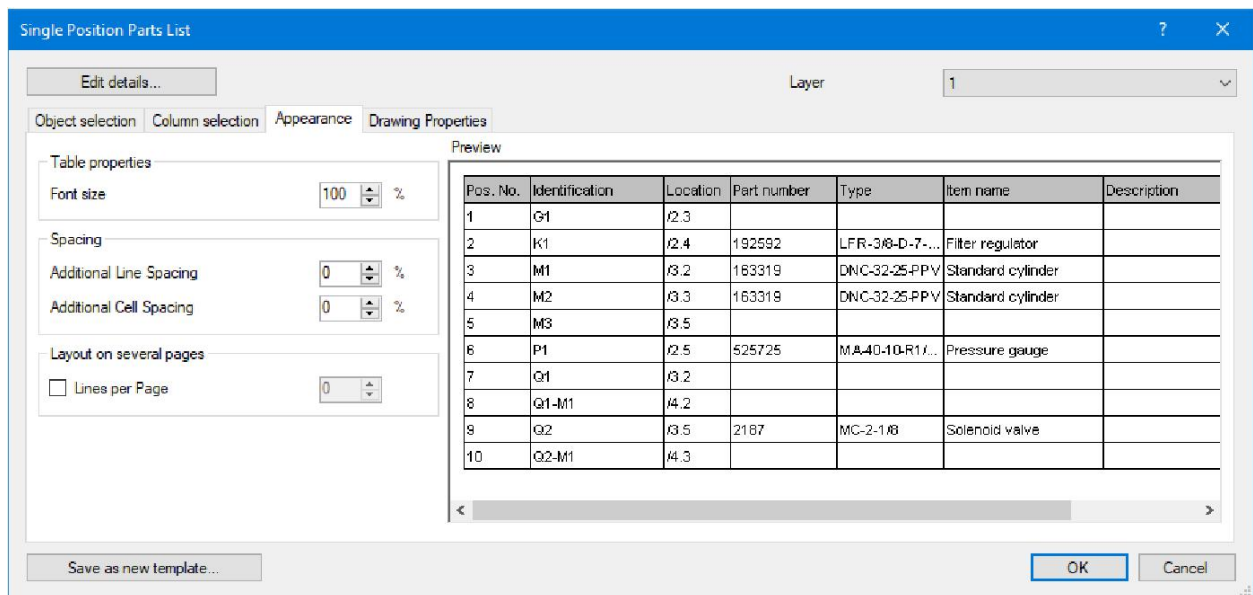 Single Position Parts List ? ×
Edit details... Layer 1
Object selection Column selection Appearance Drawing Properties
Preview
Table properties
Font size 100 %
Spacing
Additional Line Spacing 0 %
Additional Cell Spacing 0 %
Layout on several pages
Lines per Page 0
Pos. No. Identification Location Part number Type Item name Description
1 G1 /2.3
2 K1 /2.4 192592 LFR-3/8-D-7-... Filter regulator
3 M1 /3.2 163319 DNC-32-25-PPV Standard cylinder
4 M2 /3.3 163319 DNC-32-25-PPV Standard cylinder
5 M3 /3.5
6 P1 /2.5 525725 MA-40-10-R1/... Pressure gauge
7 Q1 /3.2
8 Q1-M1 /4.2
9 Q2 /3.5 2187 MC-2-1/8 Solenoid valve
10 Q2-M1 /4.3
Save as new template... OK Cancel